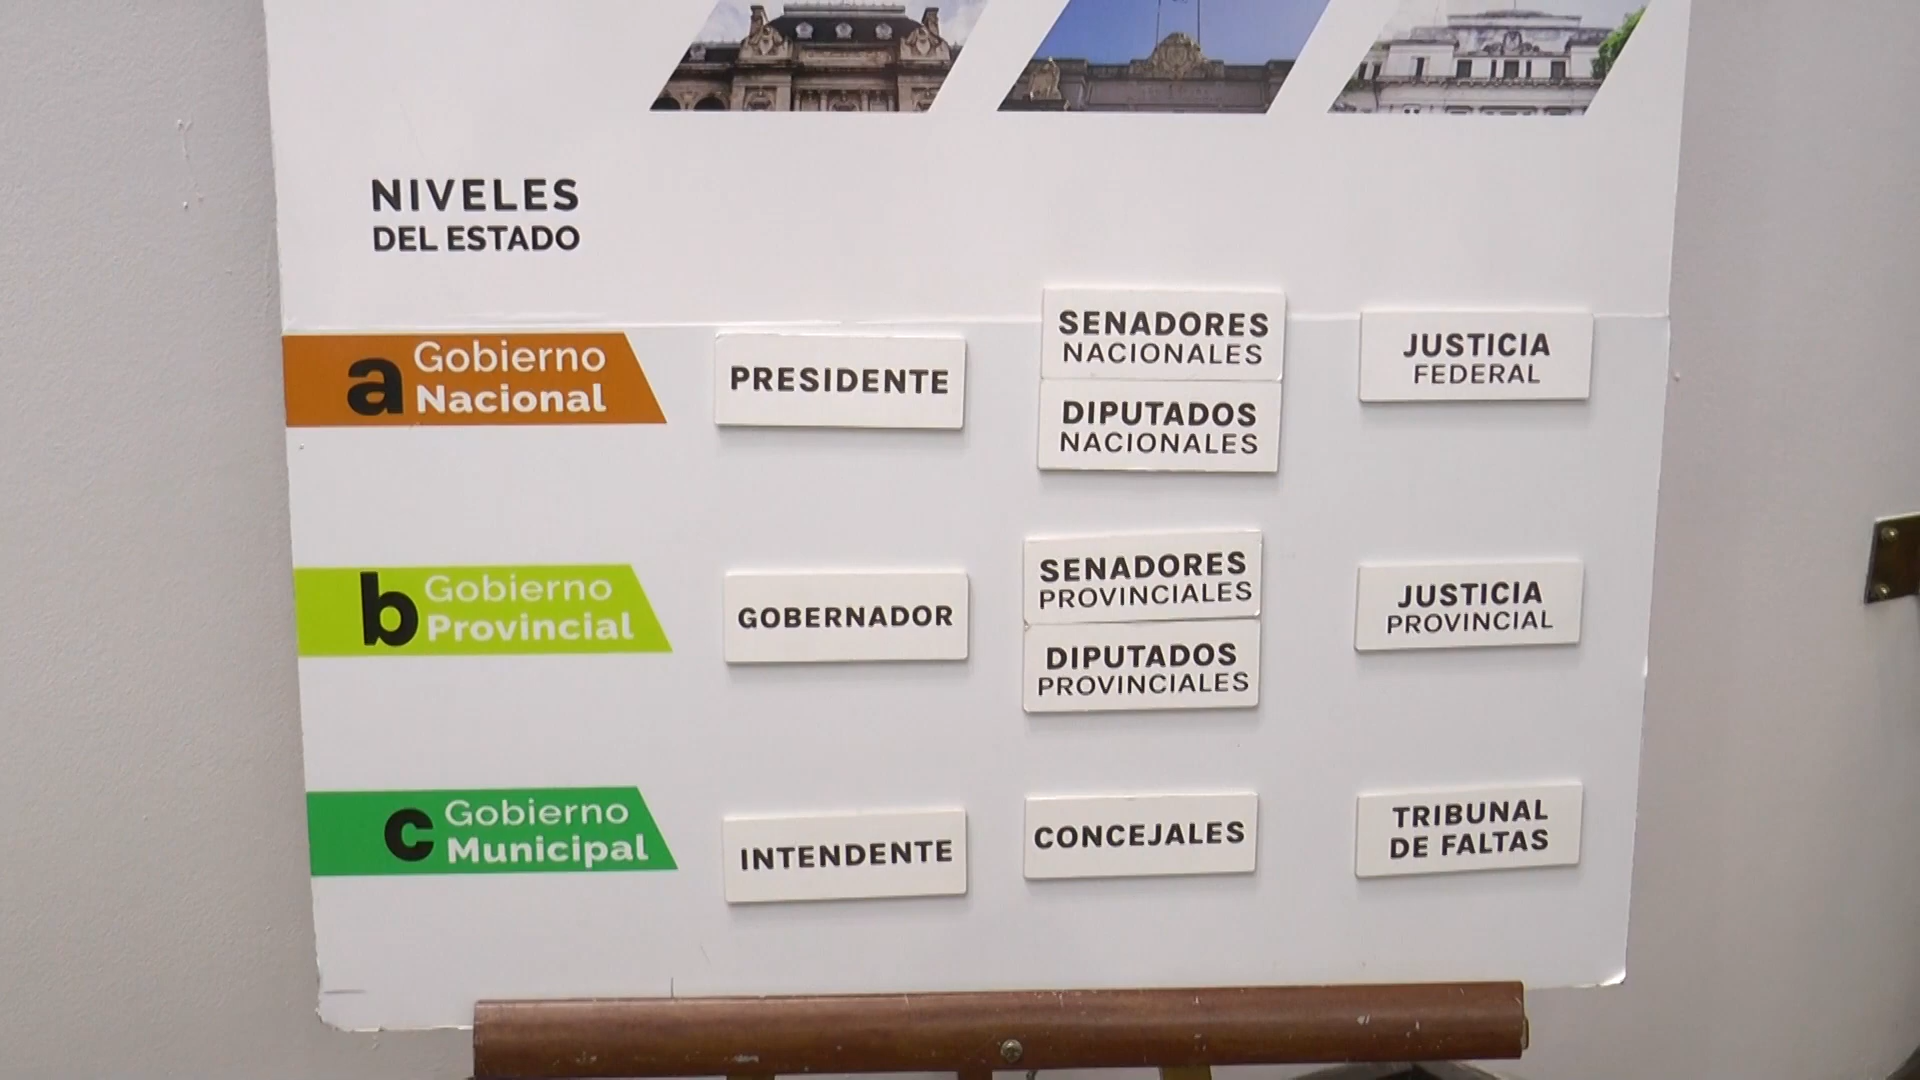 NIVELES
DEL ESTADO
a Gobierno
Nacional
PRESIDENTE
SENADORES
NACIONALES
DIPUTADOS
NACIONALES
JUSTICIA
FEDERAL
b Gobierno
Provincial
GOBERNADOR
SENADORES
PROVINCIALES
DIPUTADOS
PROVINCIALES
JUSTICIA
PROVINCIAL
c Gobierno
Municipal
INTENDENTE
CONCEJALES
TRIBUNAL
DE FALTAS